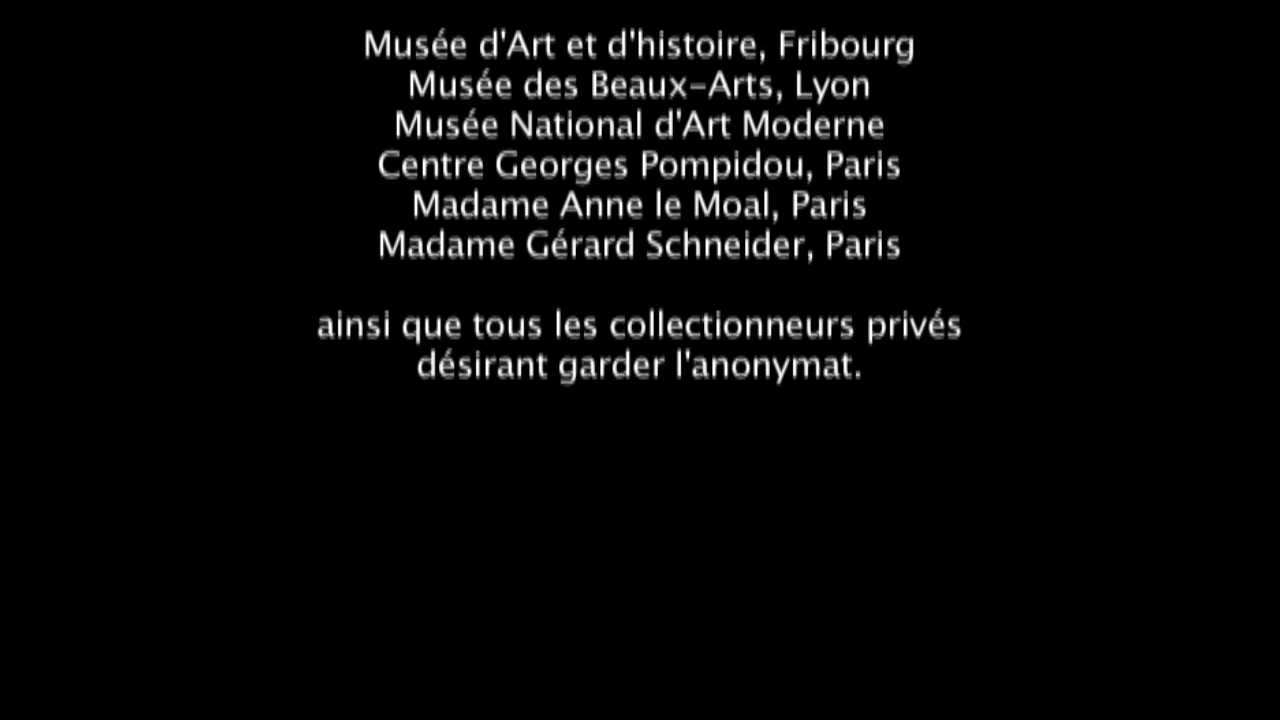 Musée d'Art et d'histoire, Fribourg
Musée des Beaux-Arts, Lyon
Musée National d'Art Moderne
Centre Georges Pompidou, Paris
Madame Anne le Moal, Paris
Madame Gérard Schneider, Paris
ainsi que tous les collectionneurs privés
désirant garder l'anonymat.